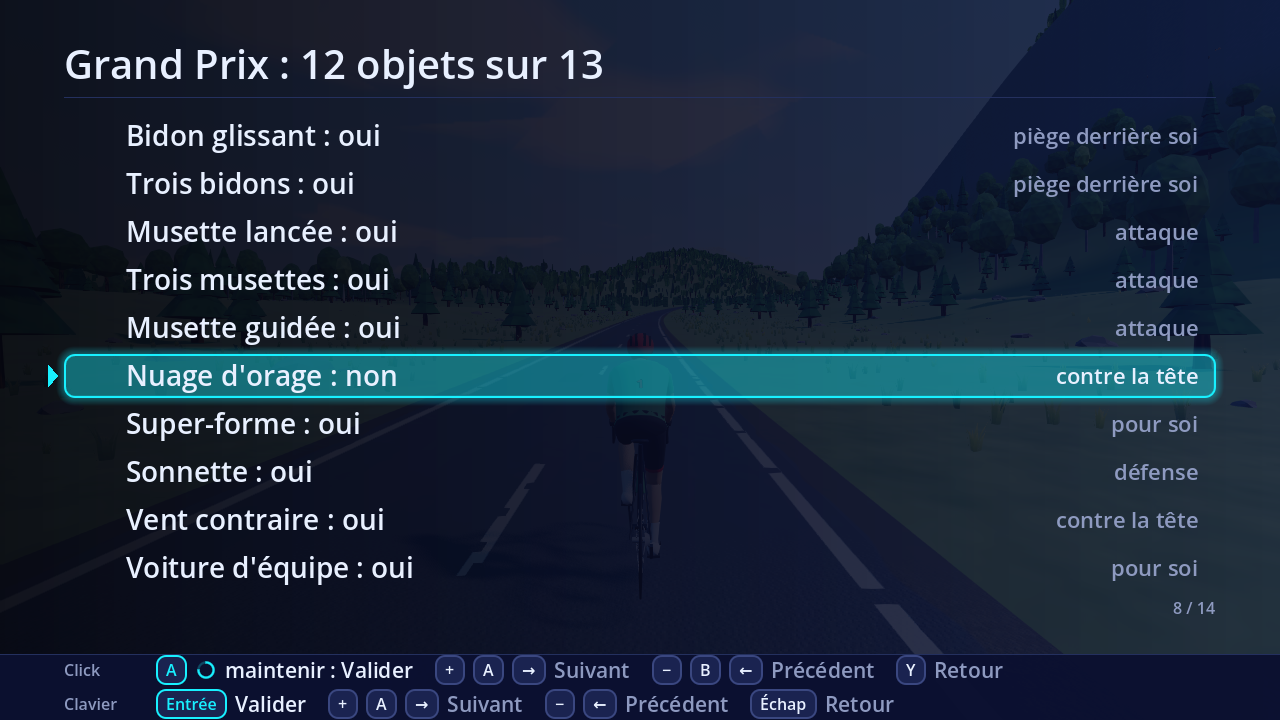 Grand Prix : 12 objets sur 13
Bidon glissant : oui piège derrière soi
Trois bidons : oui piège derrière soi
Musette lancée : oui attaque
Trois musettes : oui attaque
Musette guidée : oui attaque
Nuage d'orage : non contre la tête
Super-forme : oui pour soi
Sonnette : oui défense
Vent contraire : oui contre la tête
Voiture d'équipe : oui pour soi
8 / 14
Click A maintenir : Valider + A → Suivant − B ← Précédent Y Retour
Clavier Entrée Valider + A → Suivant − ← Précédent Échap Retour